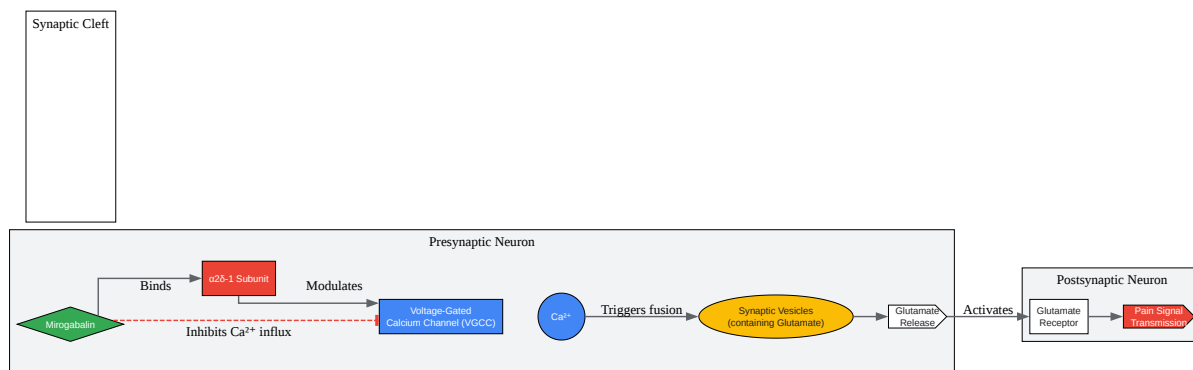 Synaptic Cleft
Presynaptic Neuron
α2δ-1 Subunit
Binds
Modulates
Mirogabalin
Inhibits Ca²⁺ influx
Voltage-Gated
Calcium Channel (VGCC)
Ca²⁺
Triggers fusion
Synaptic Vesicles
(containing Glutamate)
Glutamate
Release
Activates
Postsynaptic Neuron
Glutamate
Receptor
Pain Signal
Transmission